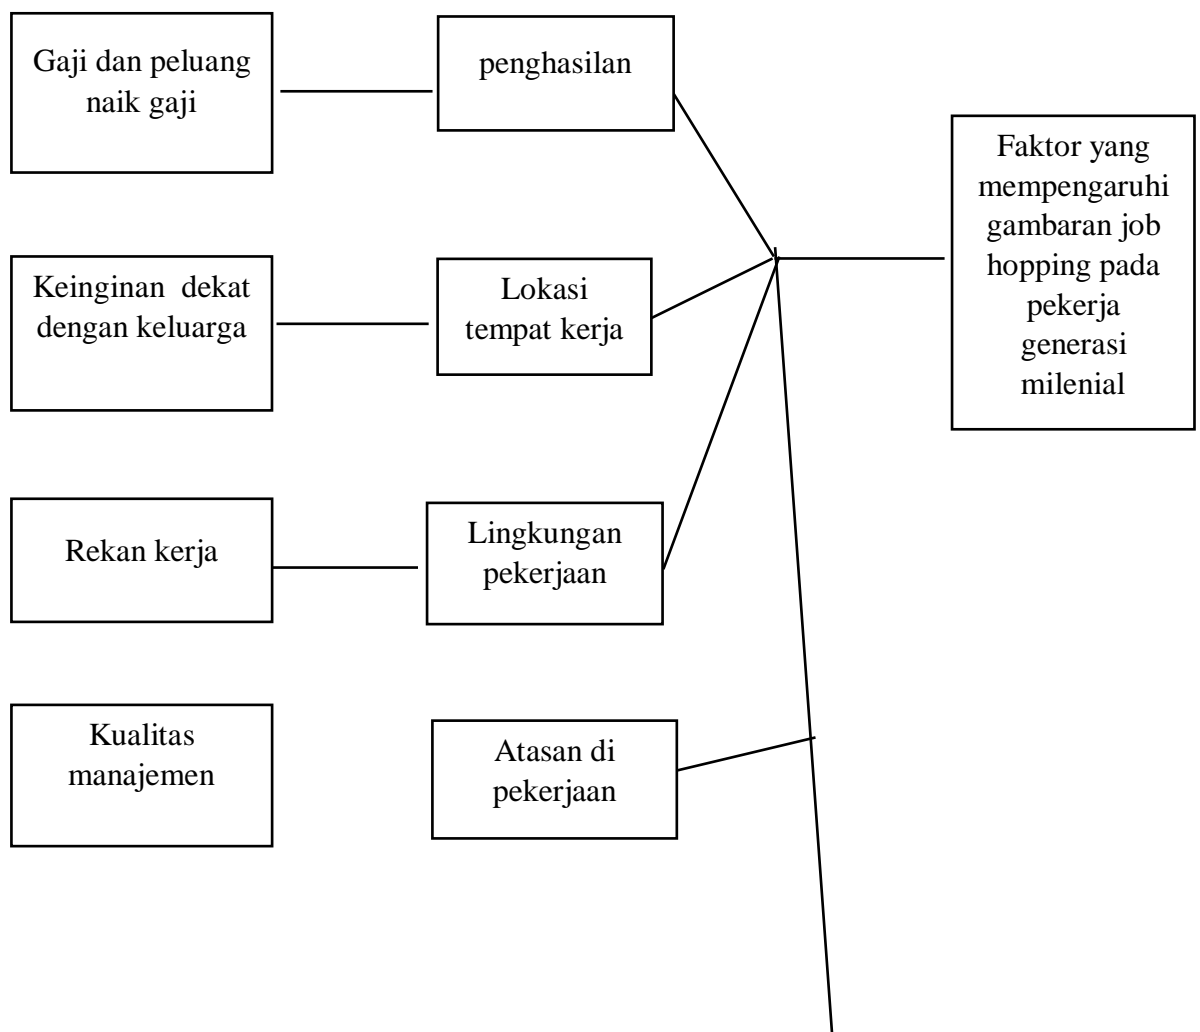 Gaji dan peluang
naik gaji
penghasilan
Faktor yang
mempengaruhi
gambaran job
hopping pada
pekerja
generasi
milenial
Keinginan  dekat
dengan keluarga
Lokasi
tempat kerja
Rekan kerja
Lingkungan
pekerjaan
Kualitas
manajemen
Atasan di
pekerjaan